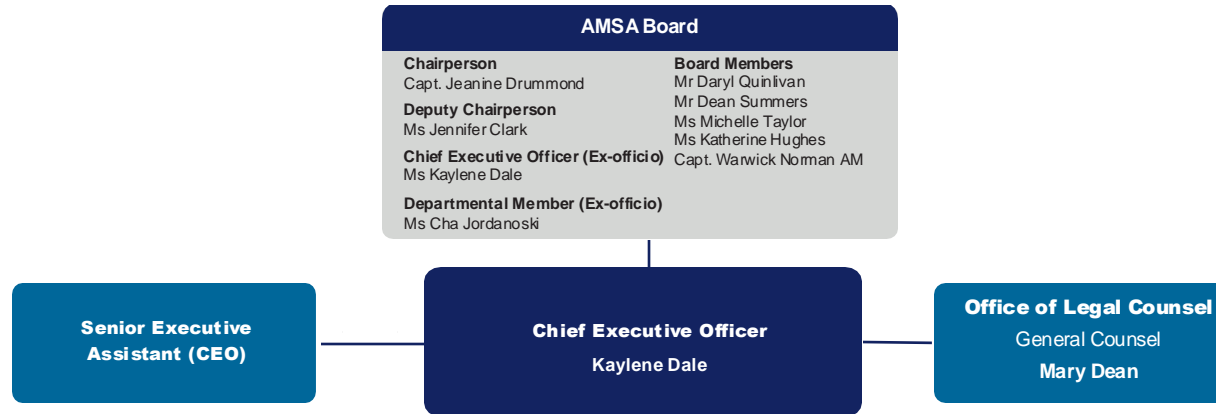 AMSA Board
Chairperson
Capt. Jeanine Drummond
Deputy Chairperson
Ms Jennifer Clark
Chief Executive Officer (Ex-officio)
Ms Kaylene Dale
Departmental Member (Ex-officio)
Ms Cha Jordanoski
Board Members
Mr Daryl Quinlivan
Mr Dean Summers
Ms Michelle Taylor
Ms Katherine Hughes
Capt. Warwick Norman AM
Senior Executive
Assistant (CEO)
Chief Executive Officer
Kaylene Dale
Office of Legal Counsel
General Counsel
Mary Dean